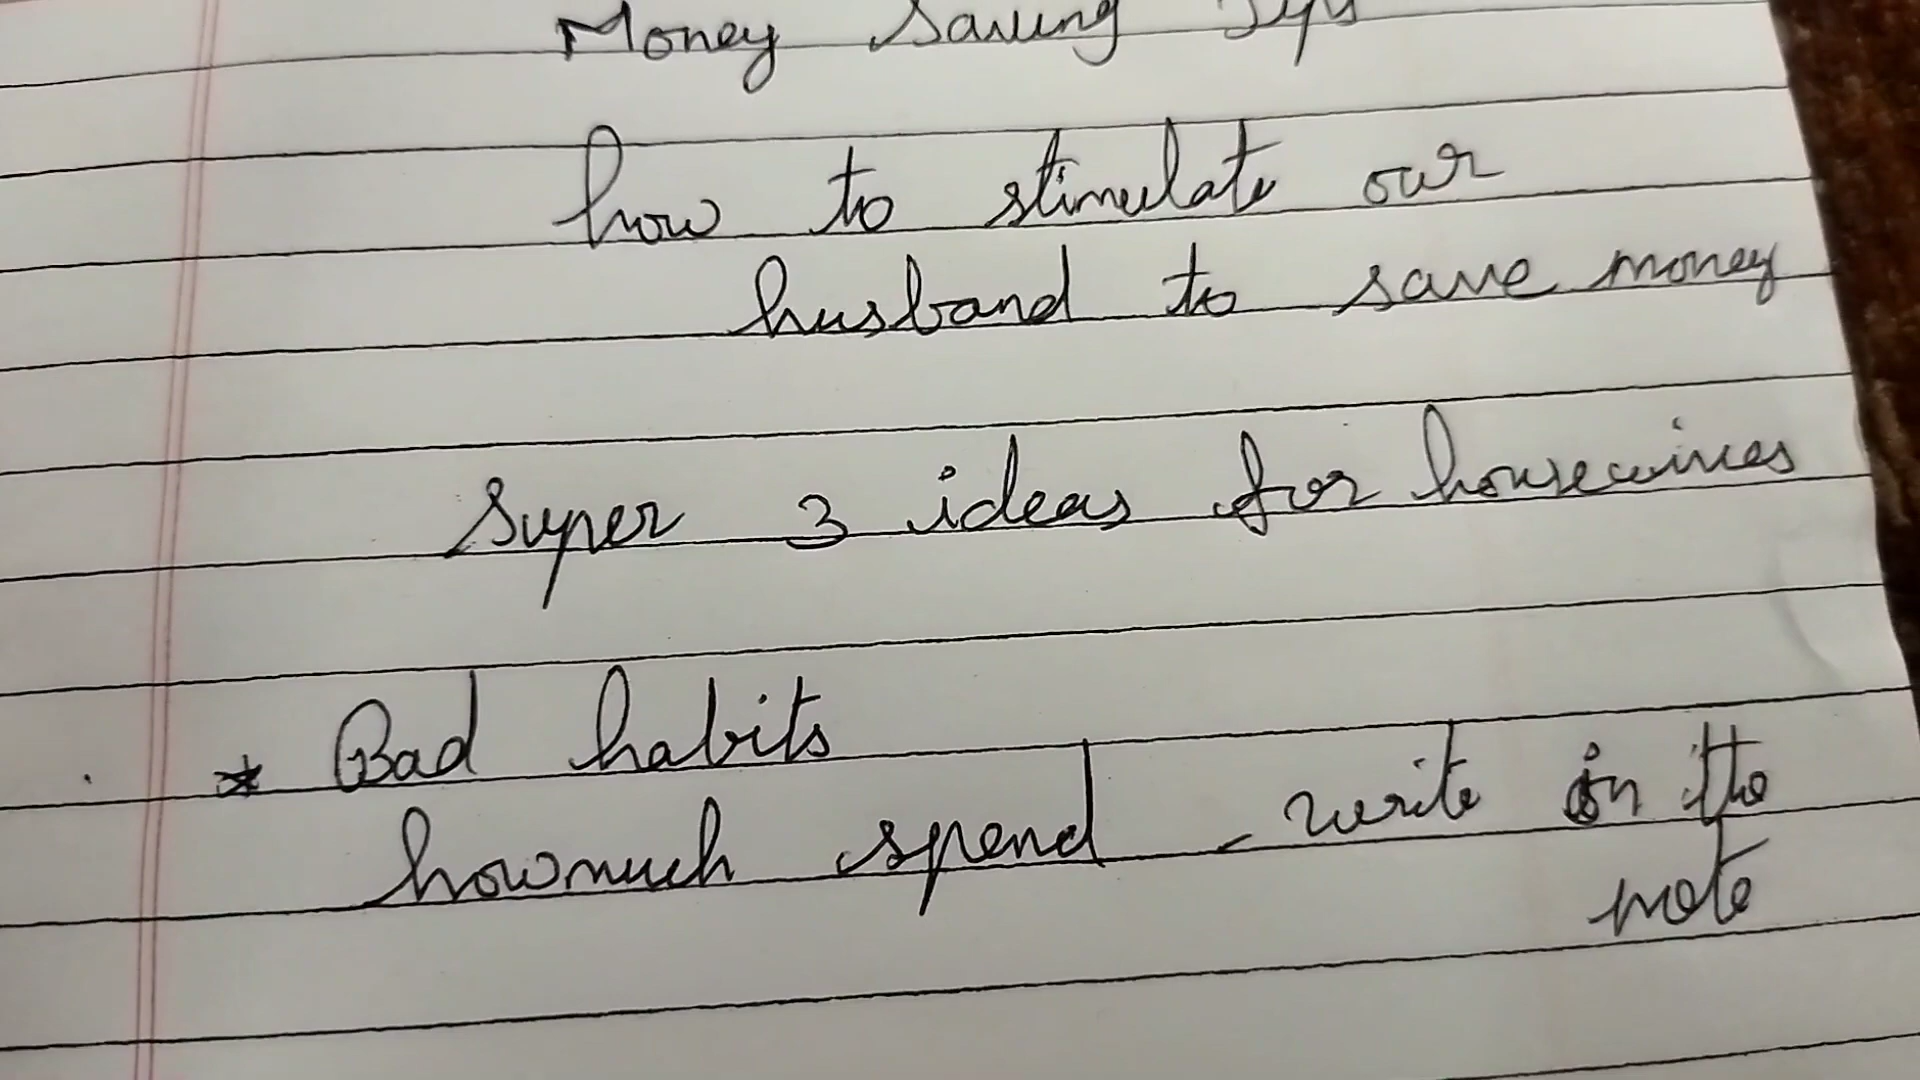 Money Saving Tips
how to stimulate our
husband to save money
super 3 ideas for housewives
* Bad habits
howmuch spend - write in the
note